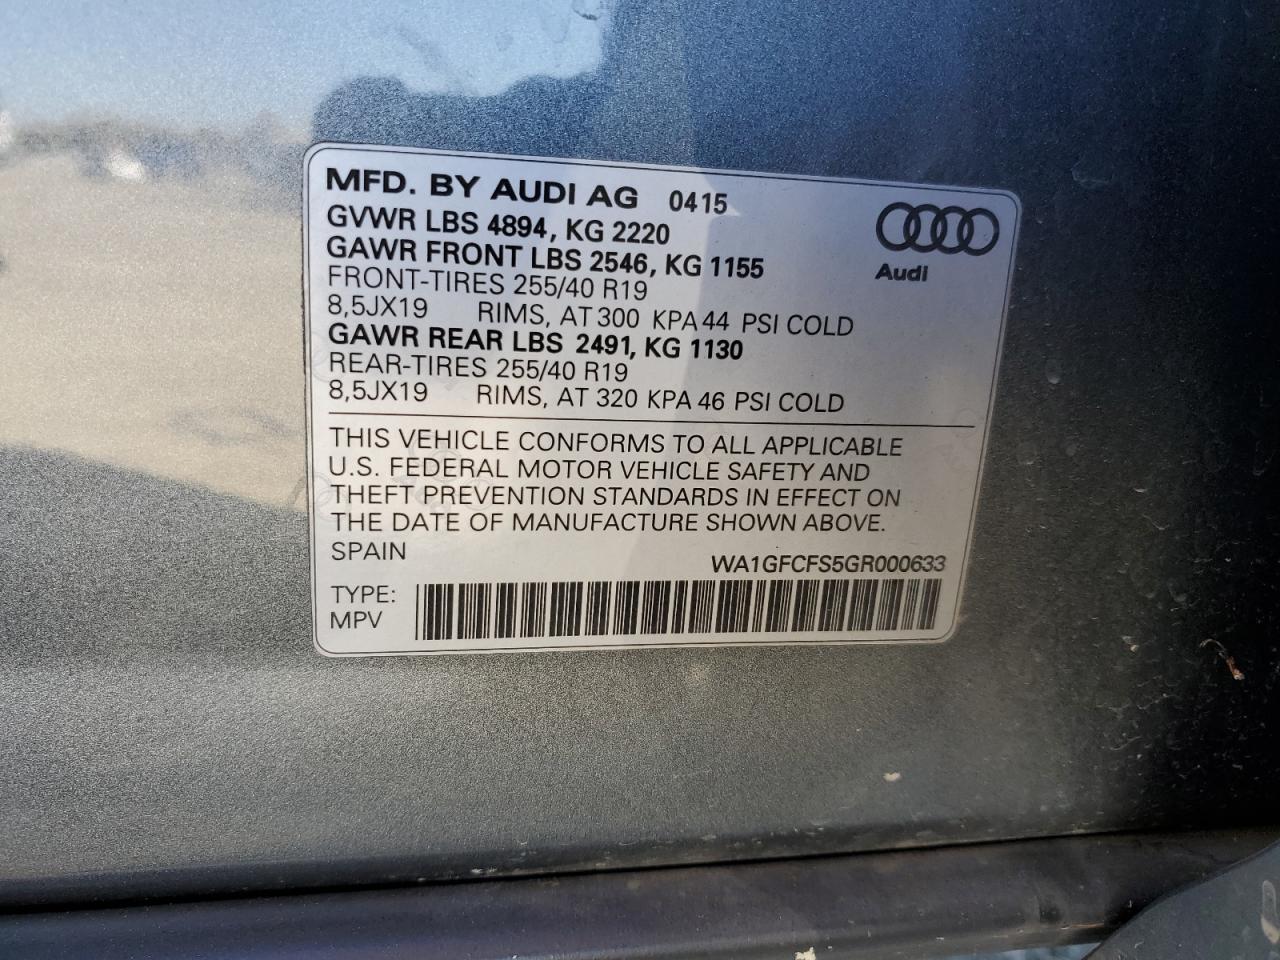 MFD. BY AUDI AG 0415
GVWR LBS 4894, KG 2220
GAWR FRONT LBS 2546, KG 1155
FRONT-TIRES 255/40 R19
8,5JX19 RIMS, AT 300 KPA 44 PSI COLD
GAWR REAR LBS 2491, KG 1130
REAR-TIRES 255/40 R19
8,5JX19 RIMS, AT 320 KPA 46 PSI COLD
Audi
THIS VEHICLE CONFORMS TO ALL APPLICABLE
U.S. FEDERAL MOTOR VEHICLE SAFETY AND
THEFT PREVENTION STANDARDS IN EFFECT ON
THE DATE OF MANUFACTURE SHOWN ABOVE.
SPAIN WA1GFCFS5GR000633
TYPE:
MPV